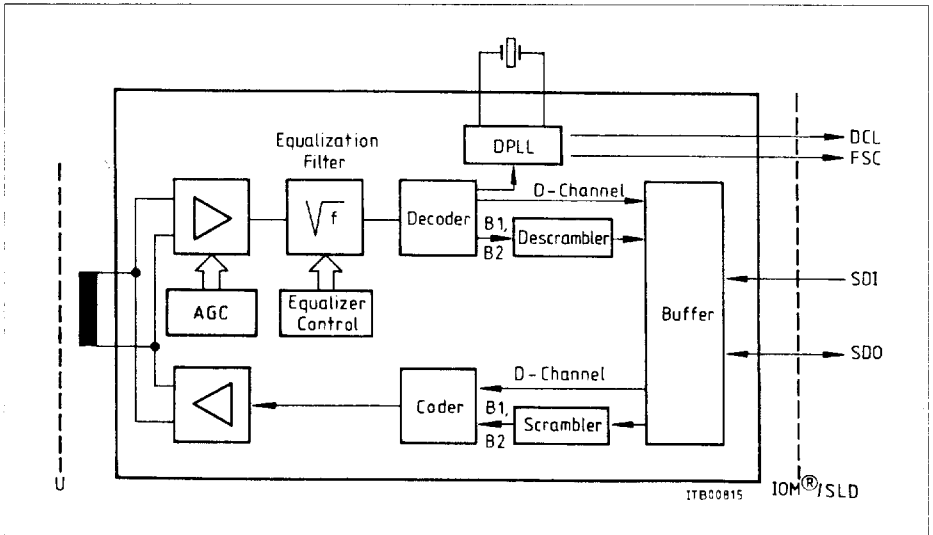 DPLL
DCL
FSC
Equalization
Filter
√f
Decoder
D-Channel
B1,
B2
Descrambler
AGC
Equalizer
Control
Buffer
SDI
SDO
D-Channel
Coder
B1,
B2
Scrambler
U
ITB00815
IOM®/SLD